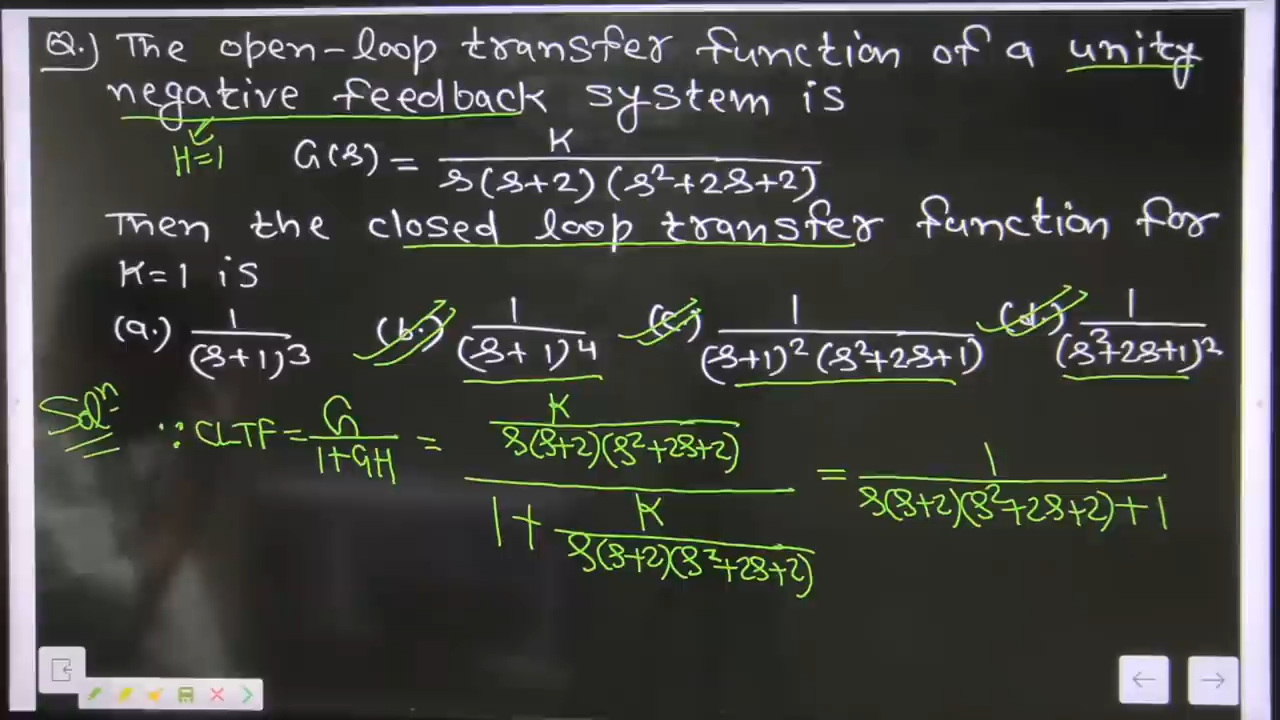 Q.) The open-loop transfer function of a unity
negative feedback system is
H=1 G(s) = K / s(s+2)(s²+2s+2)
Then the closed loop transfer function for
K=1 is
(a.) 1/(s+1)³ (b.) 1/(s+1)⁴ (c.) 1/(s+1)²(s²+2s+1) (d.) 1/(s²+2s+1)²
Solⁿ:- ∵ CLTF = G/1+GH = K/s(s+2)(s²+2s+2) / 1+ K/s(s+2)(s²+2s+2) = 1/s(s+2)(s²+2s+2)+1